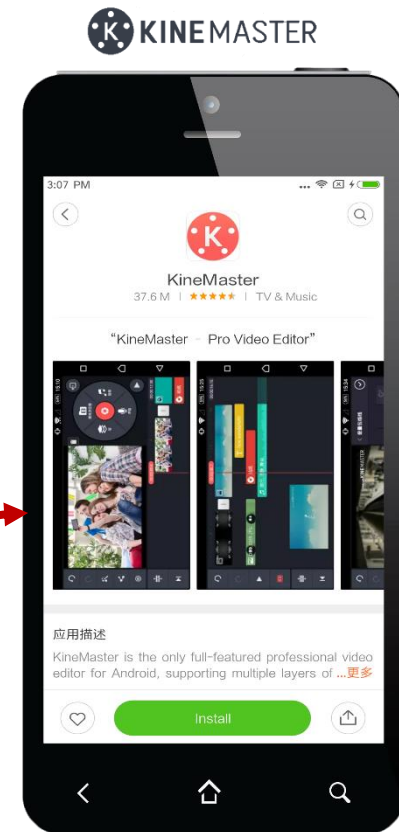 K KINEMASTER
3:07 PM
K
KineMaster
37.6 M | TV & Music
“KineMaster – Pro Video Editor”
应用描述
KineMaster is the only full-featured professional video
editor for Android, supporting multiple layers of ...更多
Install